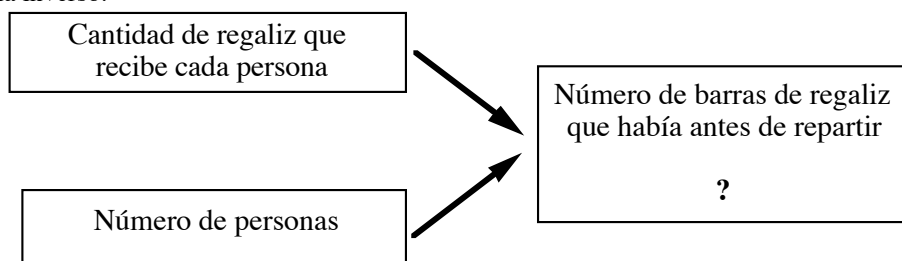 Cantidad de regaliz que
recibe cada persona
Número de barras de regaliz
que había antes de repartir
?
Número de personas